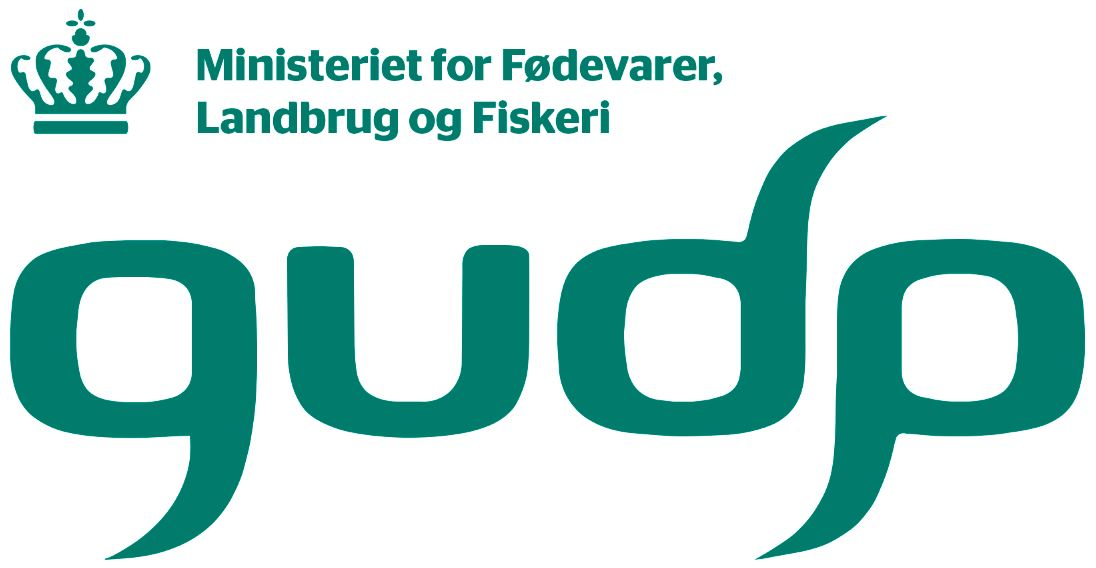 Ministeriet for Fødevarer,
Landbrug og Fiskeri
gudp